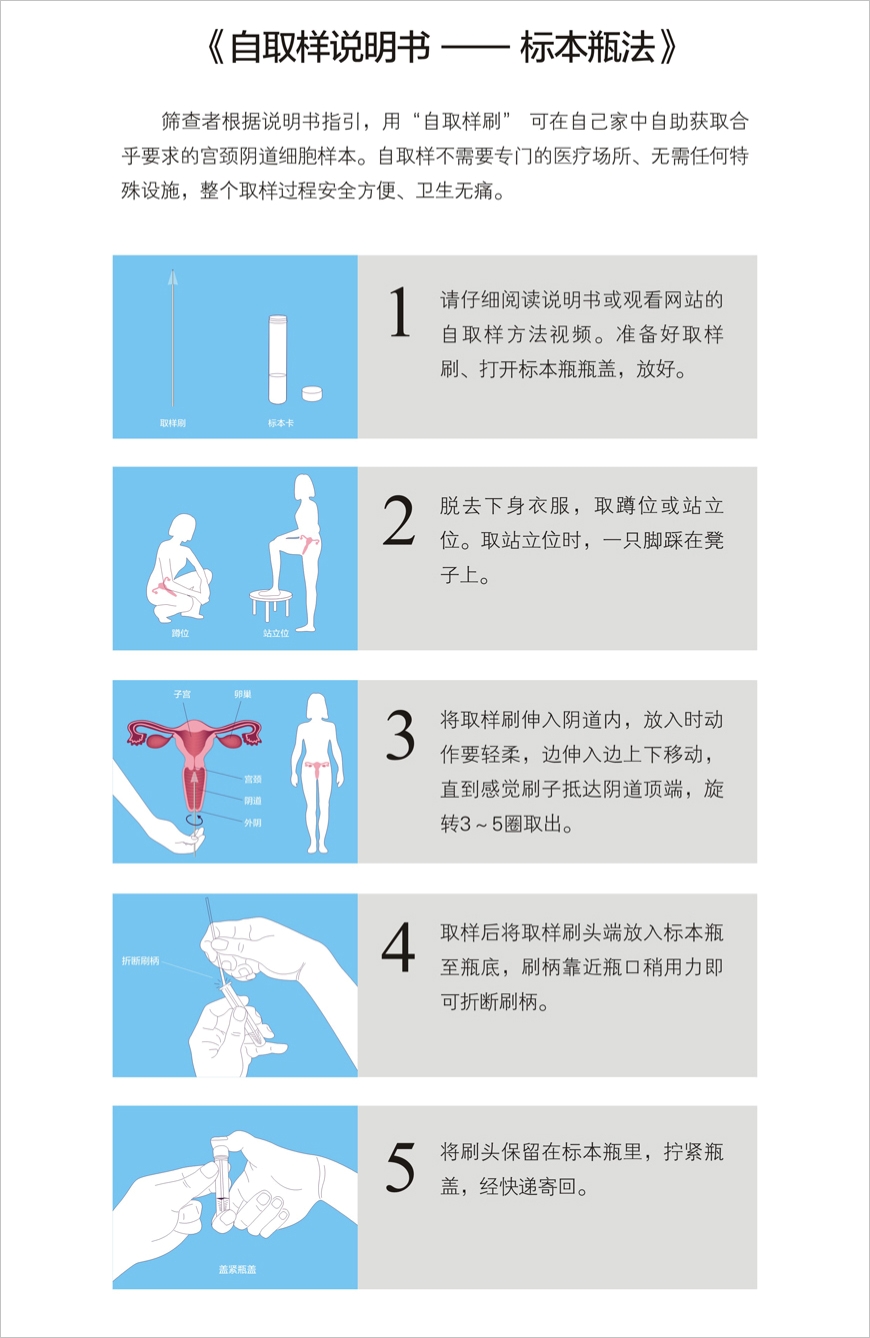 《自取样说明书 —— 标本瓶法》
筛查者根据说明书指引，用“自取样刷” 可在自己家中自助获取合
乎要求的宫颈阴道细胞样本。自取样不需要专门的医疗场所、无需任何特
殊设施，整个取样过程安全方便、卫生无痛。
取样刷
标本卡
1
请仔细阅读说明书或观看网站的
自取样方法视频。准备好取样
刷、打开标本瓶瓶盖，放好。
蹲位
站立位
2
脱去下身衣服，取蹲位或站立
位。取站立位时，一只脚踩在凳
子上。
子宫
卵巢
宫颈
阴道
外阴
3
将取样刷伸入阴道内，放入时动
作要轻柔，边伸入边上下移动，
直到感觉刷子抵达阴道顶端，旋
转3～5圈取出。
折断刷柄
4
取样后将取样刷头端放入标本瓶
至瓶底，刷柄靠近瓶口稍用力即
可折断刷柄。
盖紧瓶盖
5
将刷头保留在标本瓶里，拧紧瓶
盖，经快递寄回。